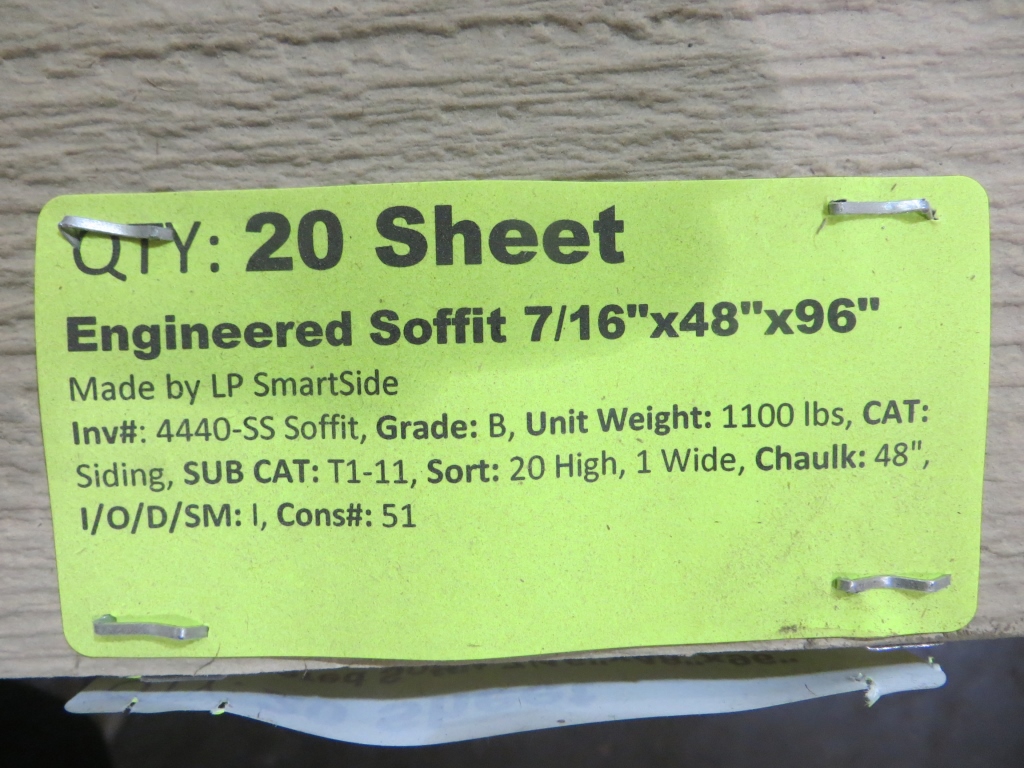 QTY: 20 Sheet
Engineered Soffit 7/16"x48"x96"
Made by LP SmartSide
Inv#: 4440-SS Soffit, Grade: B, Unit Weight: 1100 lbs, CAT:
Siding, SUB CAT: T1-11, Sort: 20 High, 1 Wide, Chaulk: 48",
I/O/D/SM: I, Cons#: 51